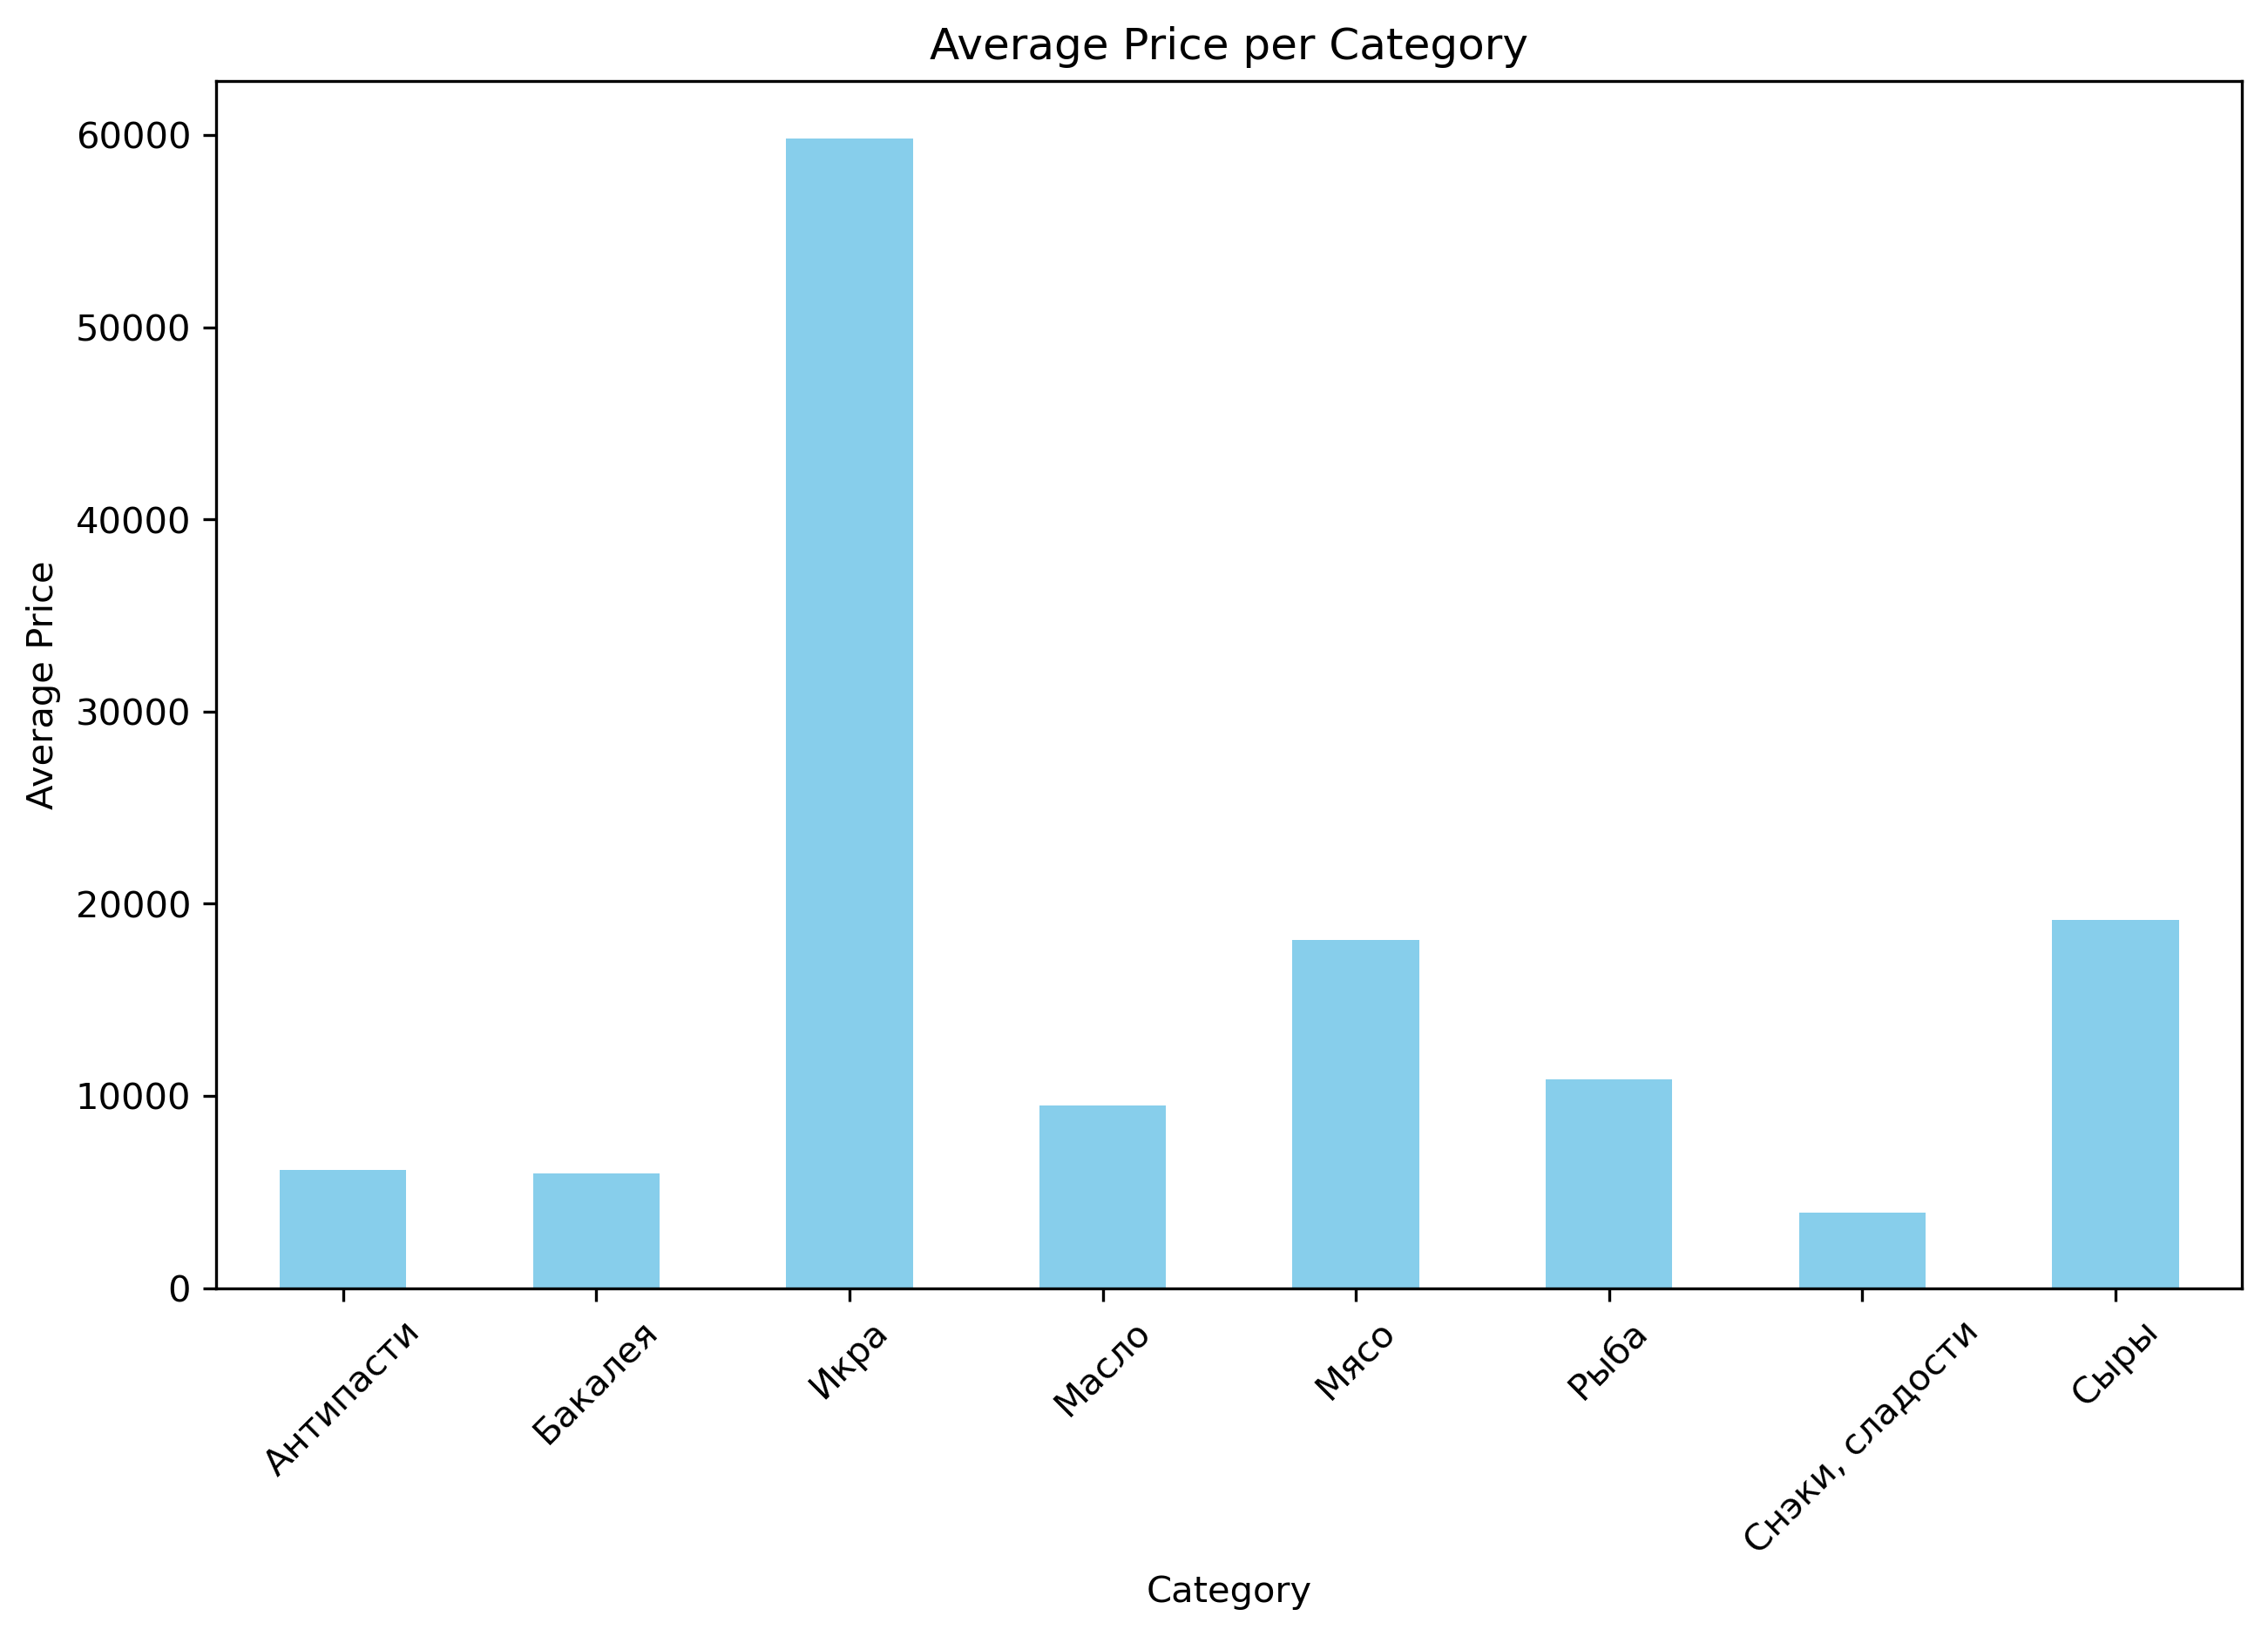 Average Price per Category
Average Price
60000
50000
40000
30000
20000
10000
0
Антипасти
Бакалея
Икра
Масло
Мясо
Рыба
Снэки, сладости
Сыры
Category